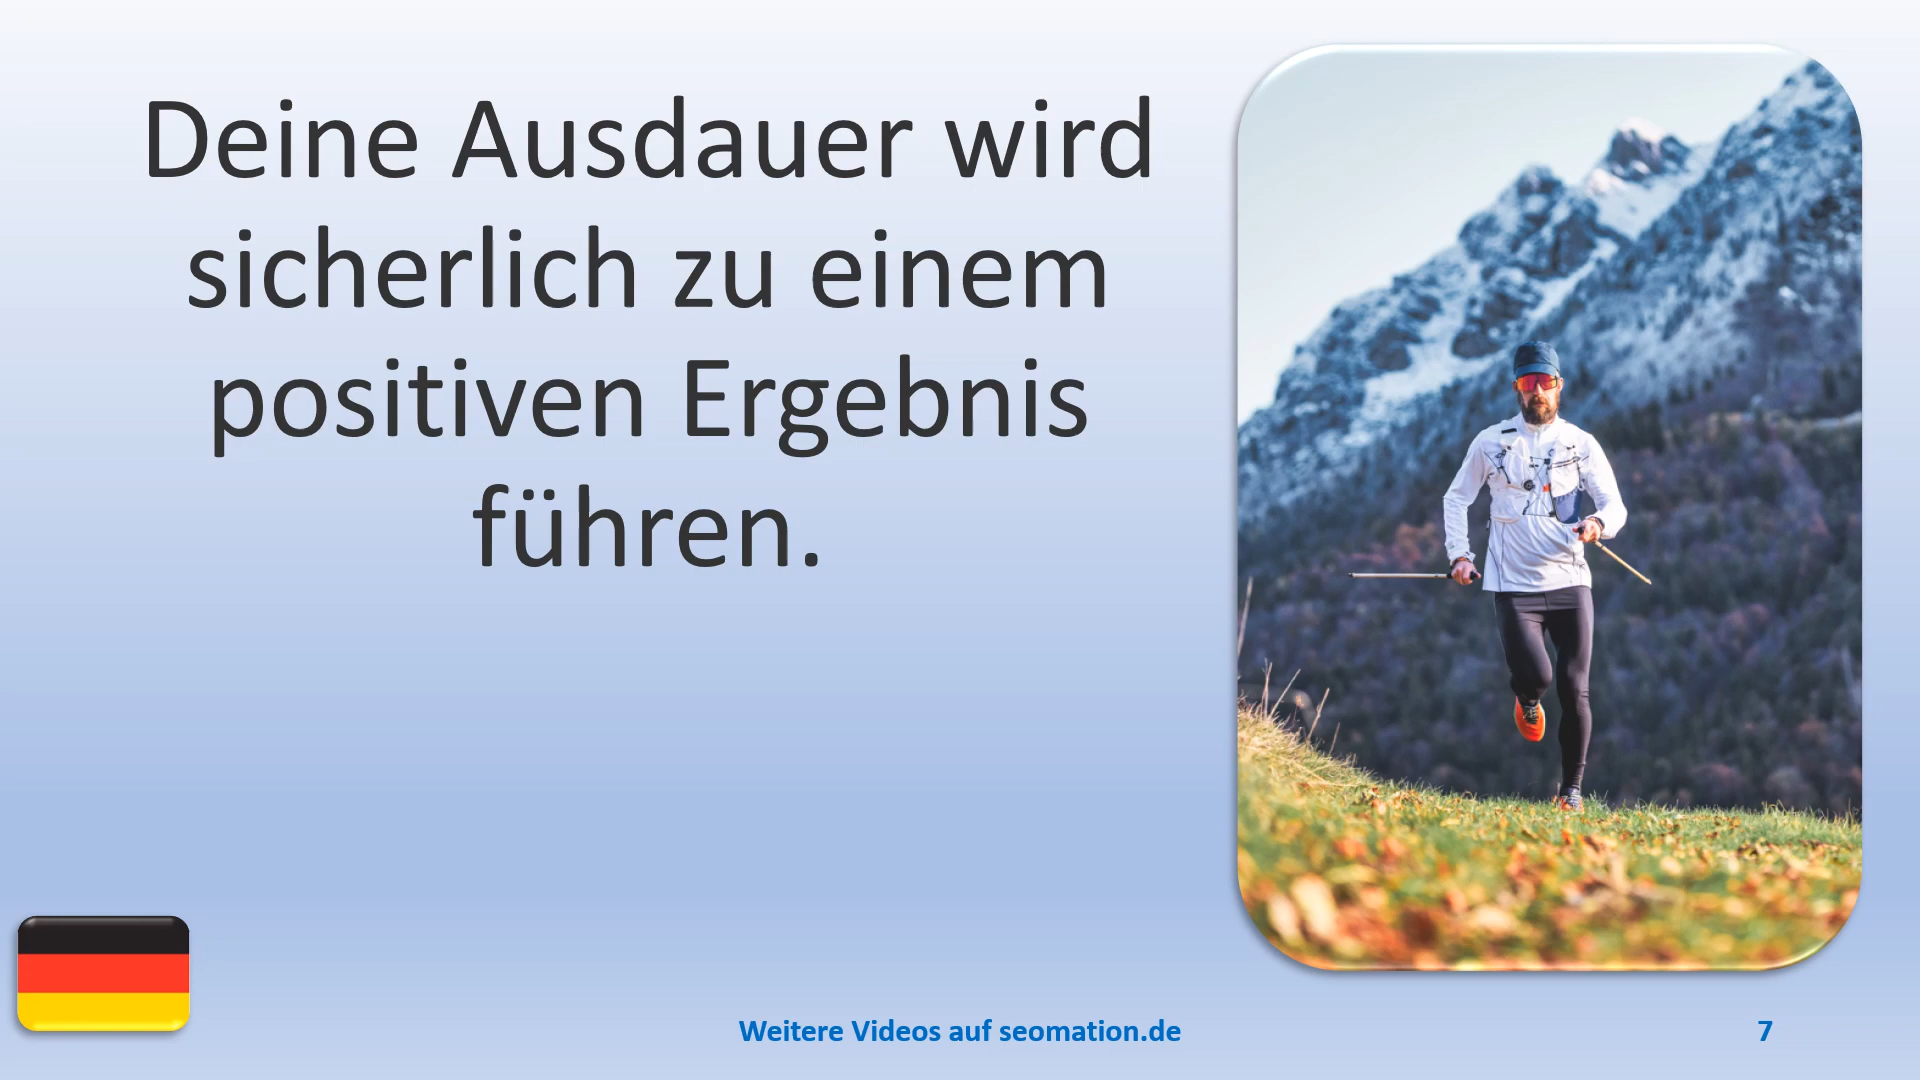 Deine Ausdauer wird
sicherlich zu einem
positiven Ergebnis
führen.
Weitere Videos auf seomation.de
7